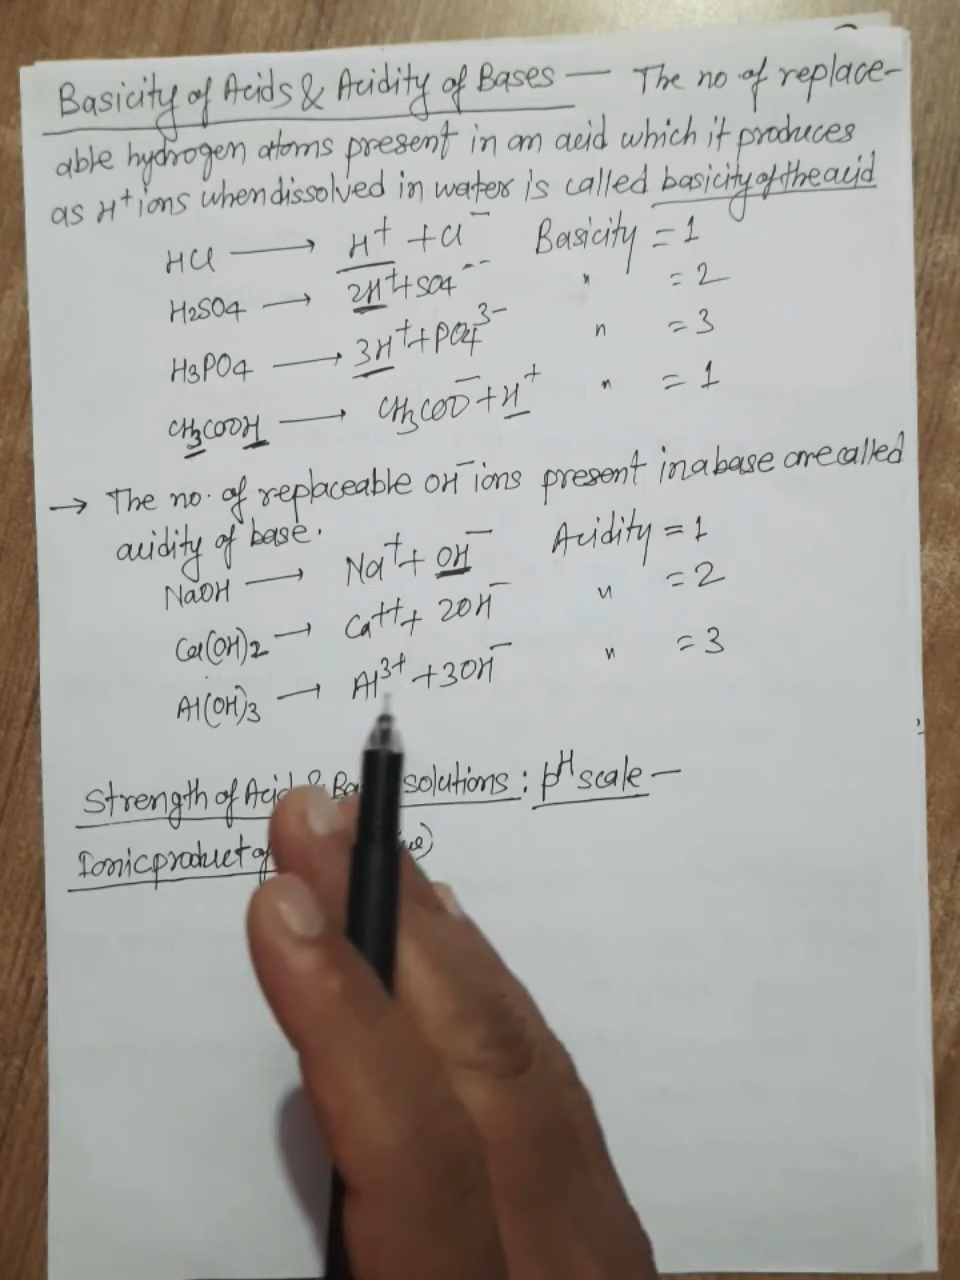 Basicity of Acids & Acidity of Bases — The no of replace-
able hydrogen atoms present in an acid which it produces
as H⁺ ions when dissolved in water is called basicity of the acid
HCl ⟶ H⁺ + Cl⁻ Basicity = 1
H2SO4 ⟶ 2H⁺ + SO4⁻⁻ " = 2
H3PO4 ⟶ 3H⁺ + PO4³⁻ " = 3
CH3COOH ⟶ CH3COO⁻ + H⁺ " = 1
→ The no. of replaceable OH⁻ ions present in a base are called
acidity of base.
NaOH ⟶ Na⁺ + OH⁻ Acidity = 1
Ca(OH)2 ⟶ Ca⁺⁺ + 2OH⁻ " = 2
Al(OH)3 ⟶ Al³⁺ + 3OH⁻ " = 3
Strength of Acid & Ba solutions : pH scale —
Ionic product of